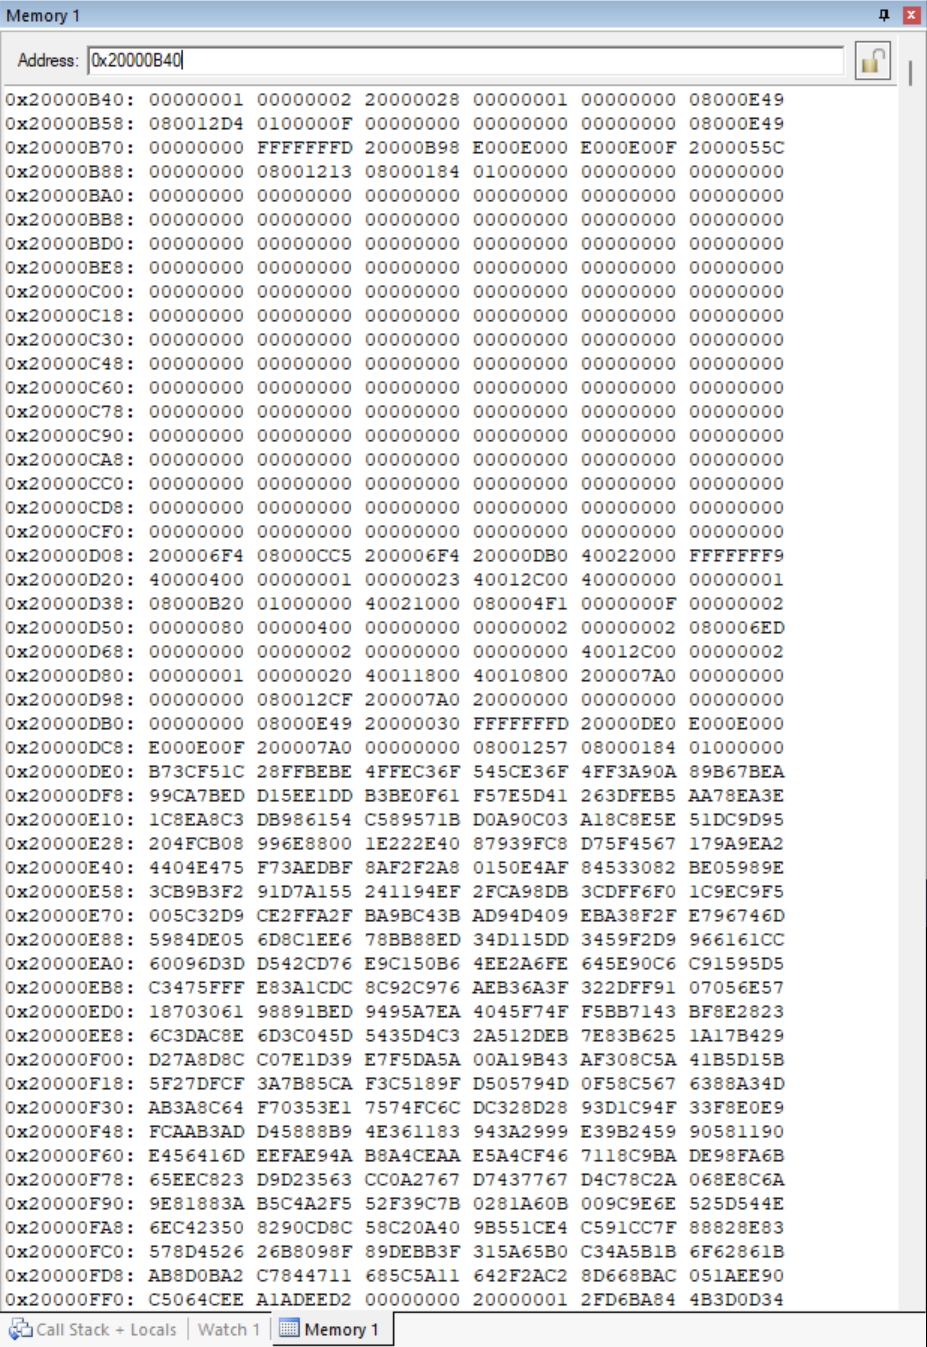 Memory 1
Address: 0x20000B40
0x20000B40: 00000001 00000002 20000028 00000001 00000000 08000E49
0x20000B58: 080012D4 0100000F 00000000 00000000 00000000 08000E49
0x20000B70: 00000000 FFFFFFFD 20000B98 E000E000 E000E00F 2000055C
0x20000B88: 00000000 08001213 08000184 01000000 00000000 00000000
0x20000BA0: 00000000 00000000 00000000 00000000 00000000 00000000
0x20000BB8: 00000000 00000000 00000000 00000000 00000000 00000000
0x20000BD0: 00000000 00000000 00000000 00000000 00000000 00000000
0x20000BE8: 00000000 00000000 00000000 00000000 00000000 00000000
0x20000C00: 00000000 00000000 00000000 00000000 00000000 00000000
0x20000C18: 00000000 00000000 00000000 00000000 00000000 00000000
0x20000C30: 00000000 00000000 00000000 00000000 00000000 00000000
0x20000C48: 00000000 00000000 00000000 00000000 00000000 00000000
0x20000C60: 00000000 00000000 00000000 00000000 00000000 00000000
0x20000C78: 00000000 00000000 00000000 00000000 00000000 00000000
0x20000C90: 00000000 00000000 00000000 00000000 00000000 00000000
0x20000CA8: 00000000 00000000 00000000 00000000 00000000 00000000
0x20000CC0: 00000000 00000000 00000000 00000000 00000000 00000000
0x20000CD8: 00000000 00000000 00000000 00000000 00000000 00000000
0x20000CF0: 00000000 00000000 00000000 00000000 00000000 00000000
0x20000D08: 200006F4 08000CC5 200006F4 20000DB0 40022000 FFFFFFF9
0x20000D20: 40000400 00000001 00000023 40012C00 40000000 00000001
0x20000D38: 08000B20 01000000 40021000 080004F1 0000000F 00000002
0x20000D50: 00000080 00000400 00000000 00000002 00000002 080006ED
0x20000D68: 00000000 00000002 00000000 00000000 40012C00 00000002
0x20000D80: 00000001 00000020 40011800 40010800 200007A0 00000000
0x20000D98: 00000000 080012CF 200007A0 20000000 00000000 00000000
0x20000DB0: 00000000 08000E49 20000030 FFFFFFFD 20000DE0 E000E000
0x20000DC8: E000E00F 200007A0 00000000 08001257 08000184 01000000
0x20000DE0: B73CF51C 28FFBEBE 4FFEC36F 545CE36F 4FF3A90A 89B67BEA
0x20000DF8: 99CA7BED D15EE1DD B3BE0F61 F57E5D41 263DFEB5 AA78EA3E
0x20000E10: 1C8EA8C3 DB986154 C589571B D0A90C03 A18C8E5E 51DC9D95
0x20000E28: 204FCB08 996E8800 1E222E40 87939FC8 D75F4567 179A9EA2
0x20000E40: 4404E475 F73AEDBF 8AF2F2A8 0150E4AF 84533082 BE05989E
0x20000E58: 3CB9B3F2 91D7A155 241194EF 2FCA98DB 3CDFF6F0 1C9EC9F5
0x20000E70: 005C32D9 CE2FFA2F BA9BC43B AD94D409 EBA38F2F E796746D
0x20000E88: 5984DE05 6D8C1EE6 78BB88ED 34D115DD 3459F2D9 966161CC
0x20000EA0: 60096D3D D542CD76 E9C150B6 4EE2A6FE 645E90C6 C91595D5
0x20000EB8: C3475FFF E83A1CDC 8C92C976 AEB36A3F 322DFF91 07056E57
0x20000ED0: 18703061 98891BED 9495A7EA 4045F74F F5BB7143 BF8E2823
0x20000EE8: 6C3DAC8E 6D3C045D 5435D4C3 2A512DEB 7E83B625 1A17B429
0x20000F00: D27A8D8C C07E1D39 E7F5DA5A 00A19B43 AF308C5A 41B5D15B
0x20000F18: 5F27DFCF 3A7B85CA F3C5189F D505794D 0F58C567 6388A34D
0x20000F30: AB3A8C64 F70353E1 7574FC6C DC328D28 93D1C94F 33F8E0E9
0x20000F48: FCAAB3AD D45888B9 4E361183 943A2999 E39B2459 90581190
0x20000F60: E456416D EEFAE94A B8A4CEAA E5A4CF46 7118C9BA DE98FA6B
0x20000F78: 65EEC823 D9D23563 CC0A2767 D7437767 D4C78C2A 068E8C6A
0x20000F90: 9E81883A B5C4A2F5 52F39C7B 0281A60B 009C9E6E 525D544E
0x20000FA8: 6EC42350 8290CD8C 58C20A40 9B551CE4 C591CC7F 88828E83
0x20000FC0: 578D4526 26B8098F 89DEBB3F 315A65B0 C34A5B1B 6F62861B
0x20000FD8: AB8D0BA2 C7844711 685C5A11 642F2AC2 8D668BAC 051AEE90
0x20000FF0: C5064CEE A1ADEED2 00000000 20000001 2FD6BA84 4B3D0D34
Call Stack + Locals Watch 1 Memory 1